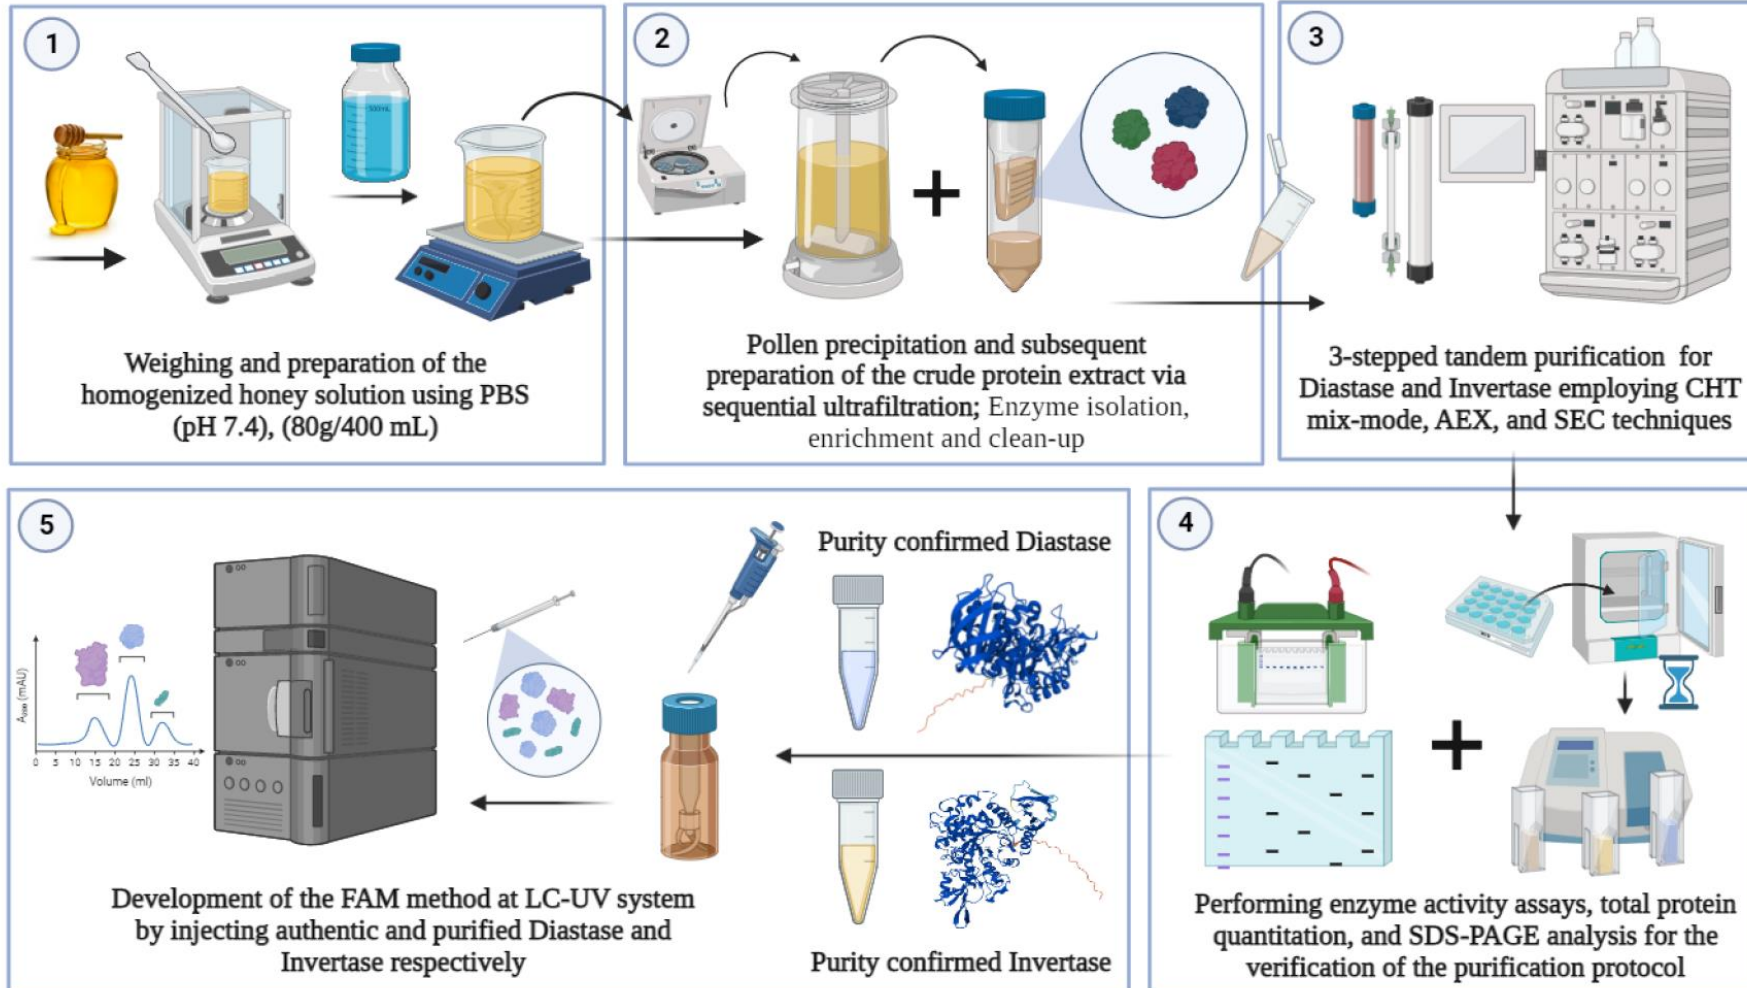 1
500mL
Weighing and preparation of the
homogenized honey solution using PBS
(pH 7.4), (80g/400 mL)
2
Pollen precipitation and subsequent
preparation of the crude protein extract via
sequential ultrafiltration; Enzyme isolation,
enrichment and clean-up
3
3-stepped tandem purification for
Diastase and Invertase employing CHT
mix-mode, AEX, and SEC techniques
4
Performing enzyme activity assays, total protein
quantitation, and SDS-PAGE analysis for the
verification of the purification protocol
5
Purity confirmed Diastase
Purity confirmed Invertase
(mAU)
0 5 10 15 20 25 30 35 40
Volume (ml)
Development of the FAM method at LC-UV system
by injecting authentic and purified Diastase and
Invertase respectively